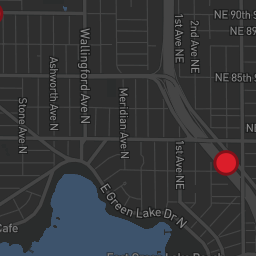 NE 90th S
NE 89
NE 85th S
Wallingford Ave N
1st Ave NE
2nd Ave NE
Ashworth Ave N
Stone Ave N
Meridian Ave N
1st Ave NE
N
N
E Green Lake Dr N
Cafe